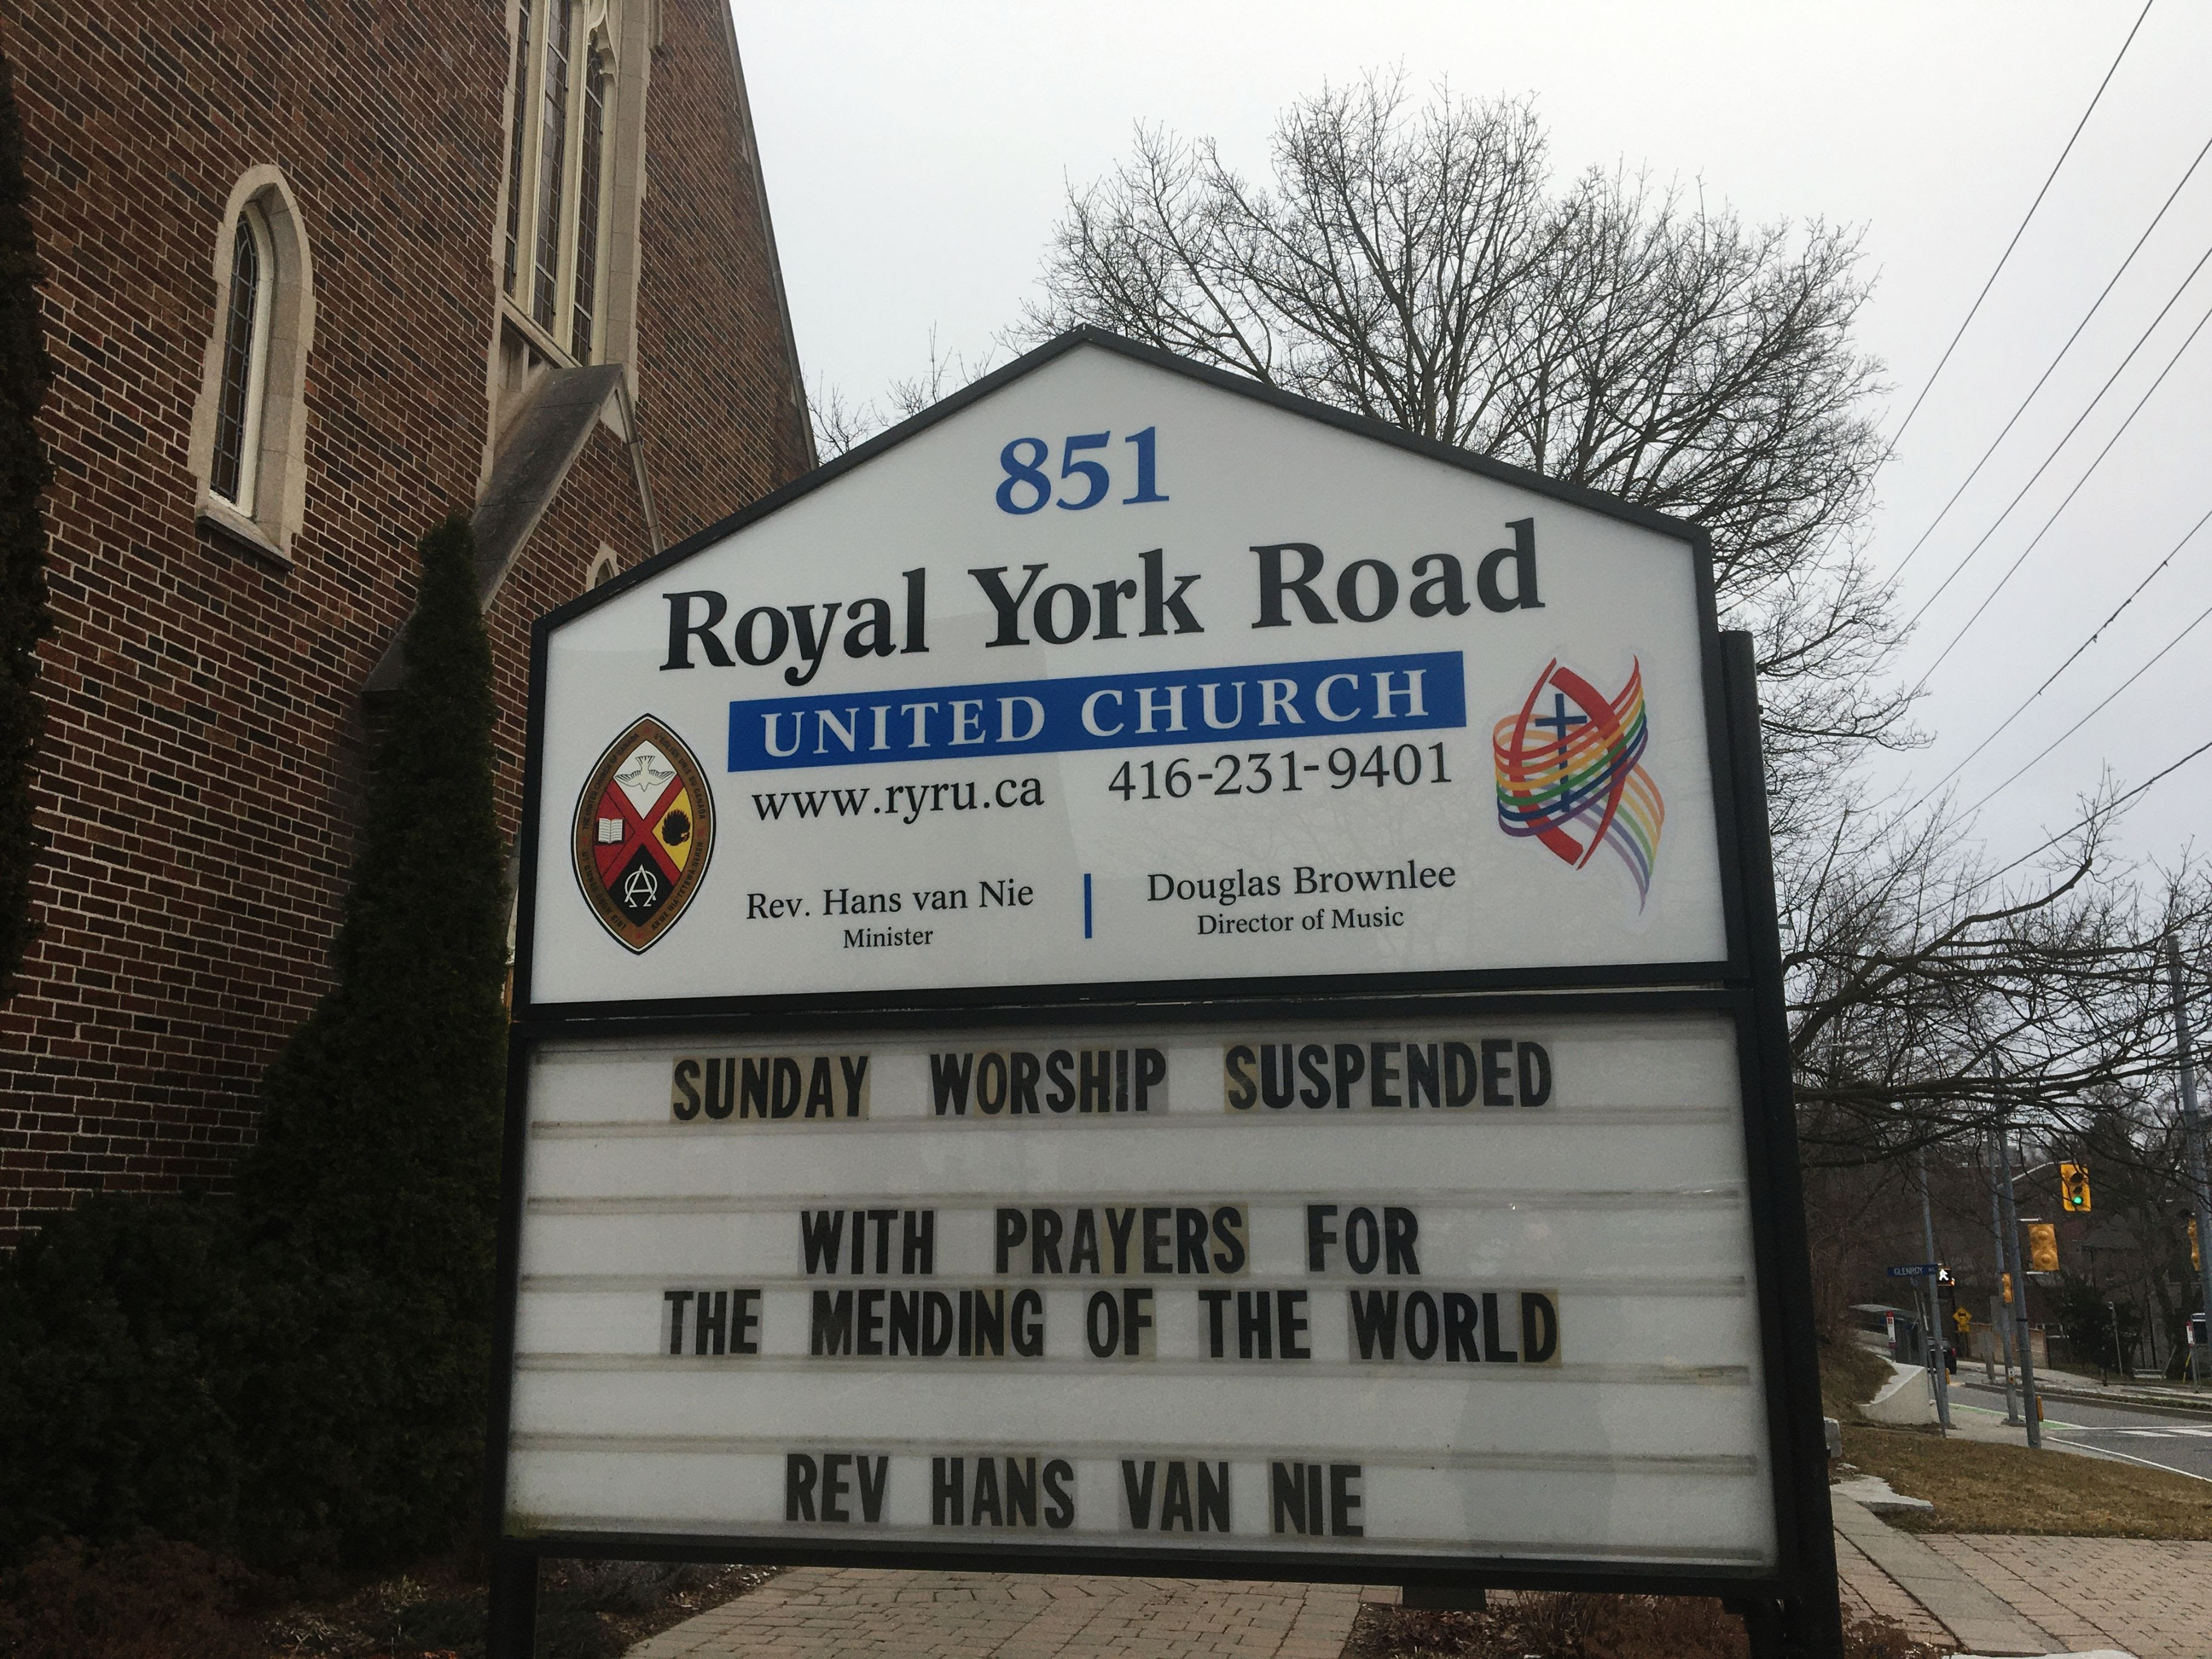 851
Royal York Road
UNITED CHURCH
www.ryru.ca 416-231-9401
Rev. Hans van Nie
Minister
Douglas Brownlee
Director of Music
SUNDAY WORSHIP SUSPENDED
WITH PRAYERS FOR
THE MENDING OF THE WORLD
REV HANS VAN NIE